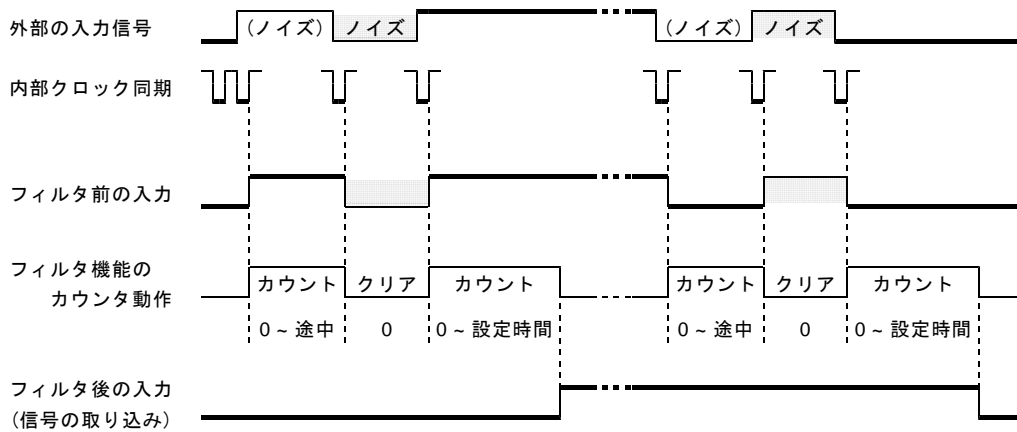 外部の入力信号 (ノイズ) ノイズ (ノイズ) ノイズ
内部クロック同期
フィルタ前の入力
フィルタ機能の
カウンタ動作
カウント クリア カウント カウント クリア カウント
0 ~ 途中 0 0 ~ 設定時間 0 ~ 途中 0 0 ~ 設定時間
フィルタ後の入力
(信号の取り込み)